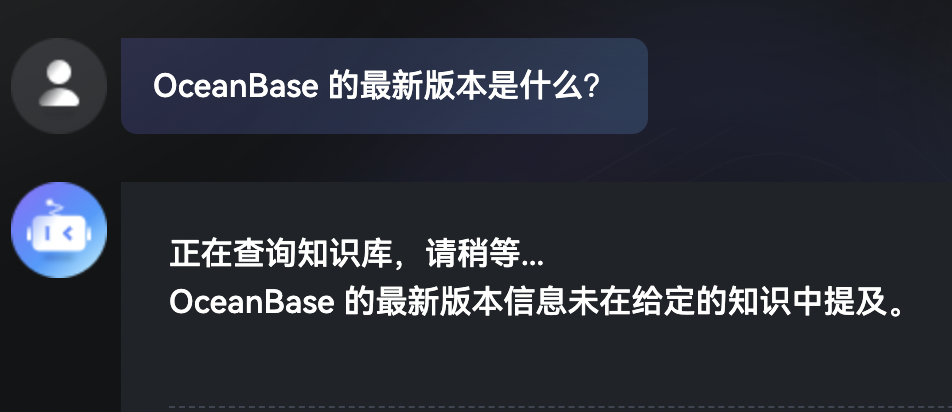 OceanBase 的最新版本是什么？
正在查询知识库，请稍等...
OceanBase 的最新版本信息未在给定的知识中提及。